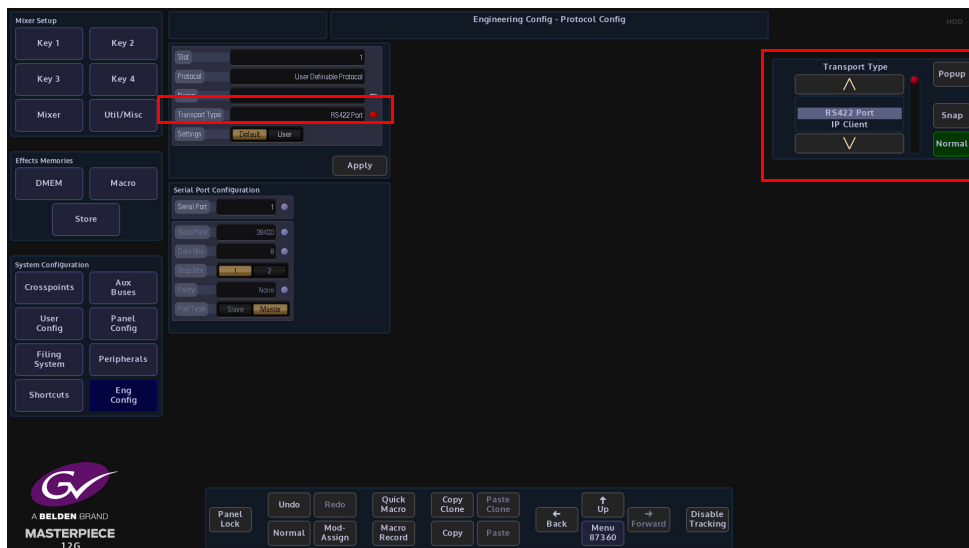 Mixer Setup
Key 1
Key 2
Key 3
Key 4
Mixer
Util/Misc
Effects Memories
DMEM
Macro
Store
System Configuration
Crosspoints
Aux
Buses
User
Config
Panel
Config
Filing
System
Peripherals
Shortcuts
Eng
Config
GV
A BELDEN BRAND
MASTERPIECE
12G
Engineering Config - Protocol Config
HDD
Slot
1
Protocol
User Definable Protocol
Name
Transport Type
RS422 Port
Settings
Default
User
Apply
Serial Port Configuration
Serial Port
1
Baud Rate
38400
Data Bits
8
Stop Bits
1
2
Parity
None
Port Type
Slave
Master
Transport Type
RS422 Port
IP Client
Popup
Snap
Normal
Panel
Lock
Undo
Redo
Normal
Mod-
Assign
Quick
Macro
Macro
Record
Copy
Clone
Paste
Clone
Copy
Paste
←
Back
↑
Up
Menu
87360
→
Forward
Disable
Tracking